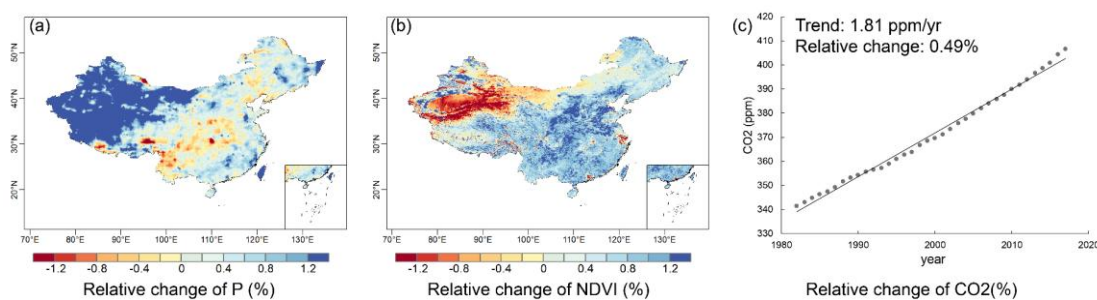 (a)
50°N
40°N
30°N
20°N
70°E 80°E 90°E 100°E 110°E 120°E 130°E
-1.2 -0.8 -0.4 0 0.4 0.8 1.2
Relative change of P (%)
(b)
50°N
40°N
30°N
20°N
70°E 80°E 90°E 100°E 110°E 120°E 130°E
-1.2 -0.8 -0.4 0 0.4 0.8 1.2
Relative change of NDVI (%)
(c)
Trend: 1.81 ppm/yr
Relative change: 0.49%
CO2 (ppm)
420
410
400
390
380
370
360
350
340
330
1980 1990 2000 2010 2020
year
Relative change of CO2(%)